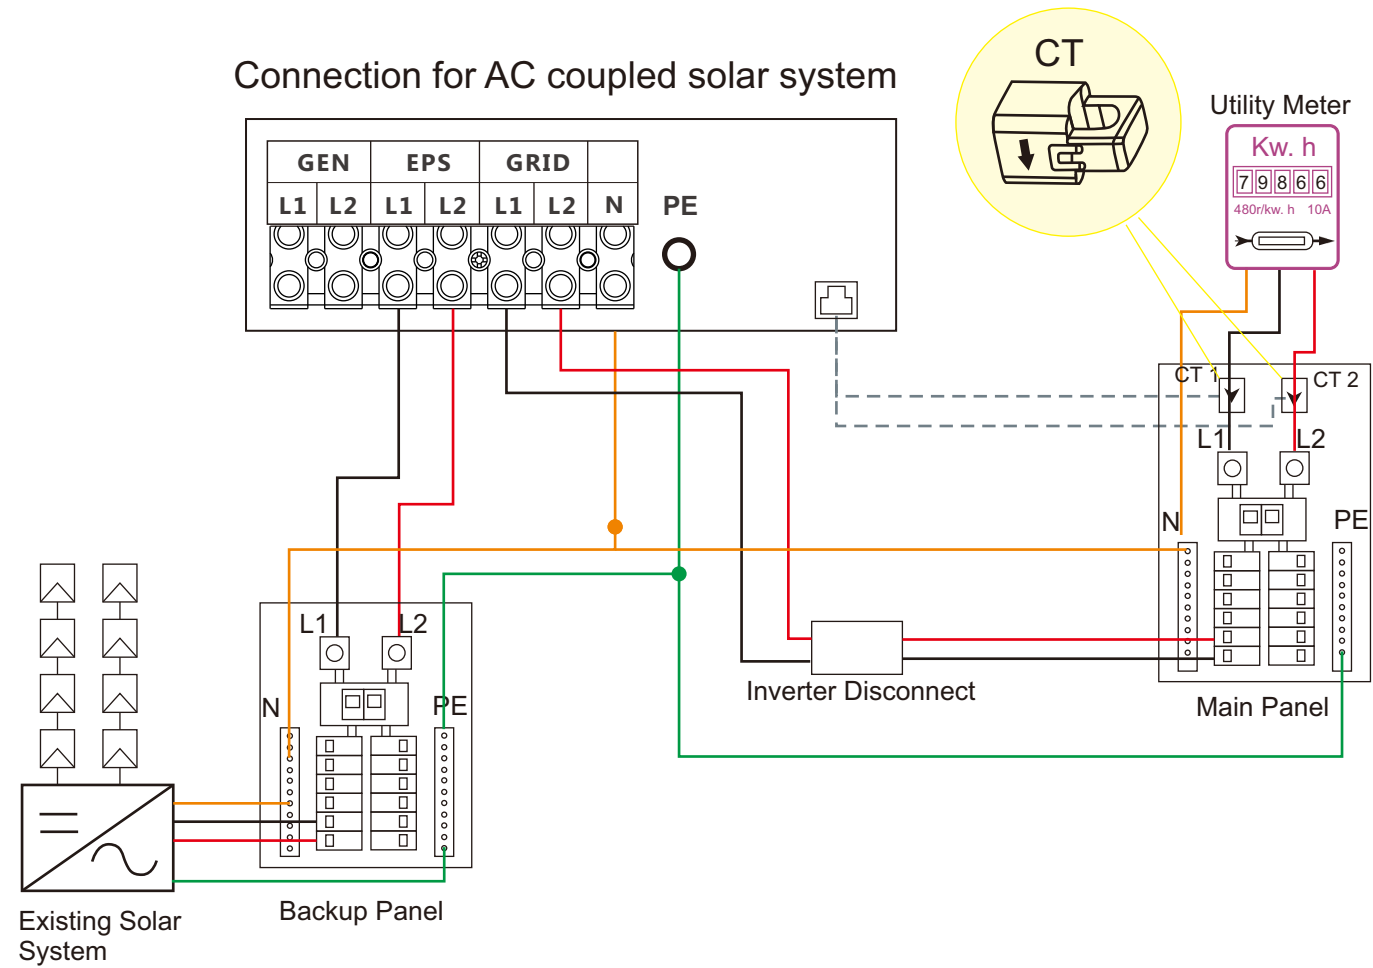 CT
Connection for AC coupled solar system
Utility Meter
Kw. h
79866
480r/kw. h 10A
GEN EPS GRID
L1 L2 L1 L2 L1 L2 N PE
CT 1 CT 2
L1 L2
N PE
L1 L2
Inverter Disconnect
N PE
Main Panel
Backup Panel
Existing Solar
System